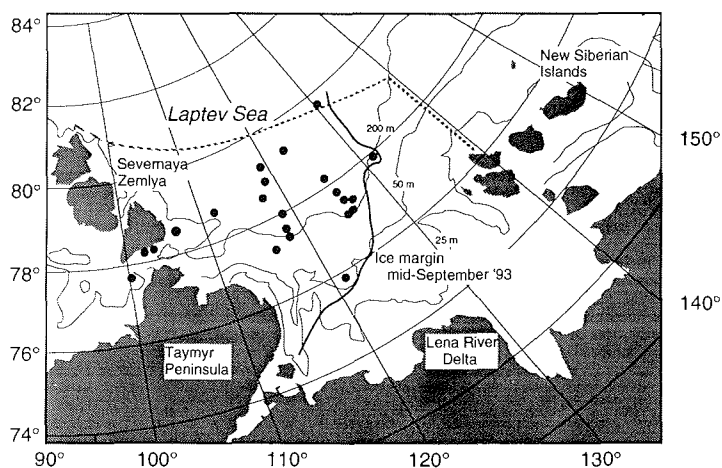 84°
82°
80°
78°
76°
74°
90°
100°
110°
120°
130°
140°
150°
Laptev Sea
New Siberian
Islands
Severnaya
Zemlya
200 m
50 m
25 m
Ice margin
mid-September '93
Taymyr
Peninsula
Lena River
Delta